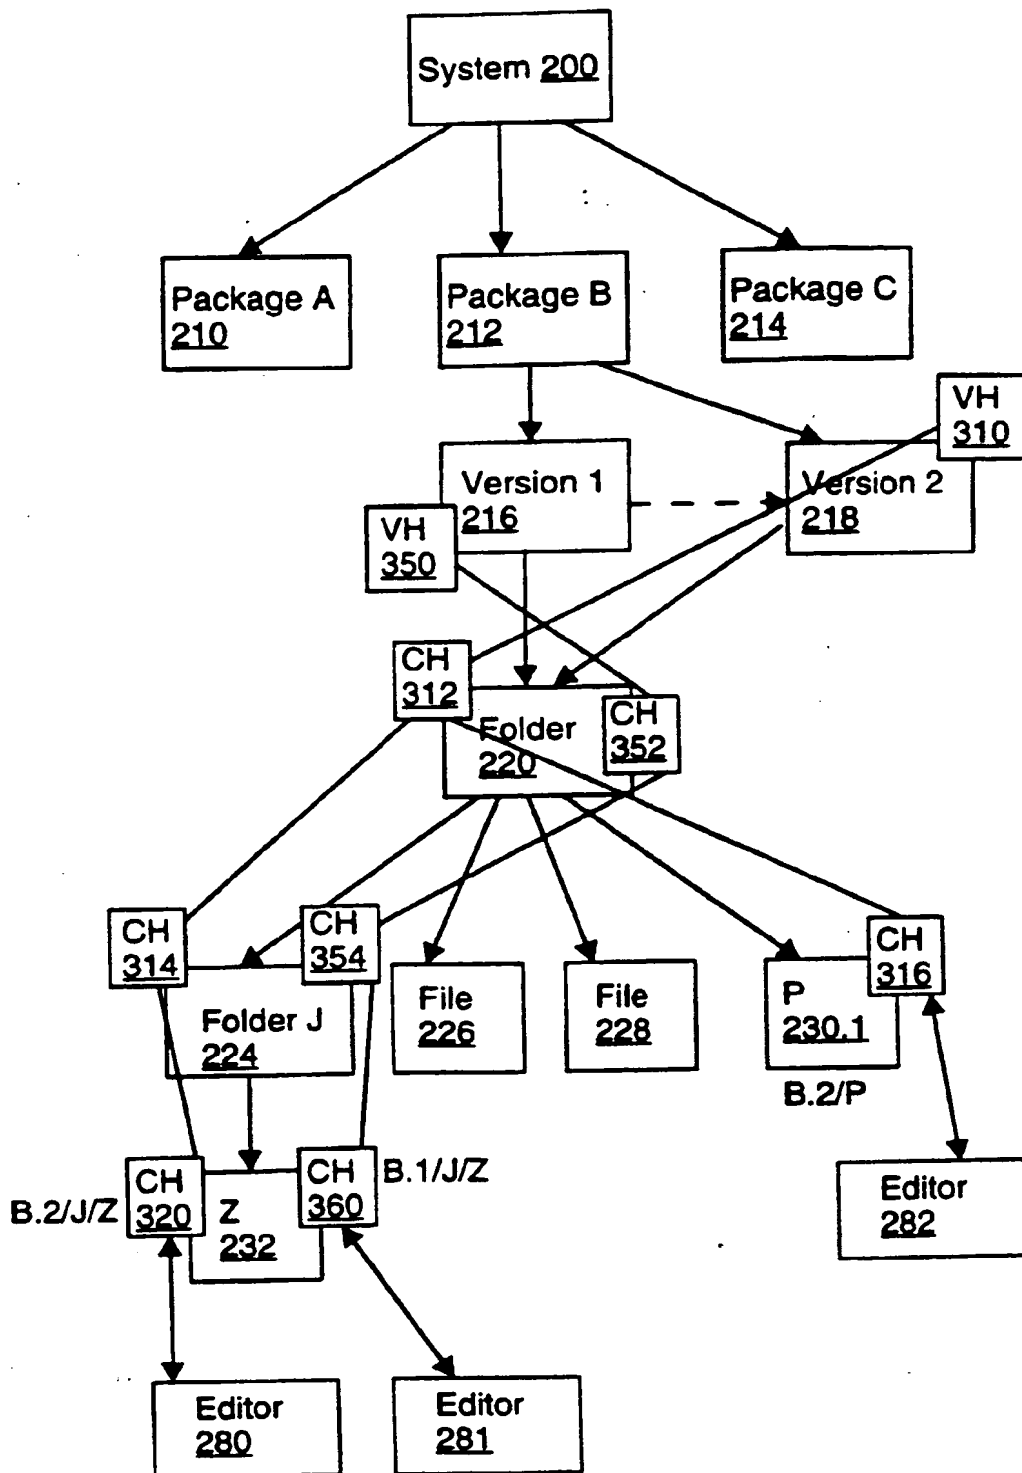 System 200
Package A
210
Package B
212
Package C
214
VH
310
Version 1
216
Version 2
218
VH
350
CH
312
Folder
220
CH
352
CH
314
CH
354
Folder J
224
File
226
File
228
P
230.1
CH
316
B.2/P
B.2/J/Z
CH
320
Z
232
CH
360
B.1/J/Z
Editor
282
Editor
280
Editor
281